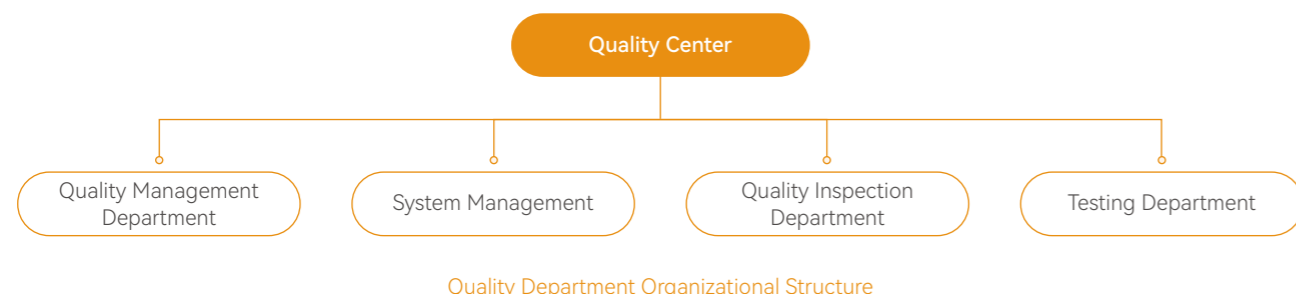 Quality Center
Quality Management
Department
System Management
Quality Inspection
Department
Testing Department
Quality Department Organizational Structure